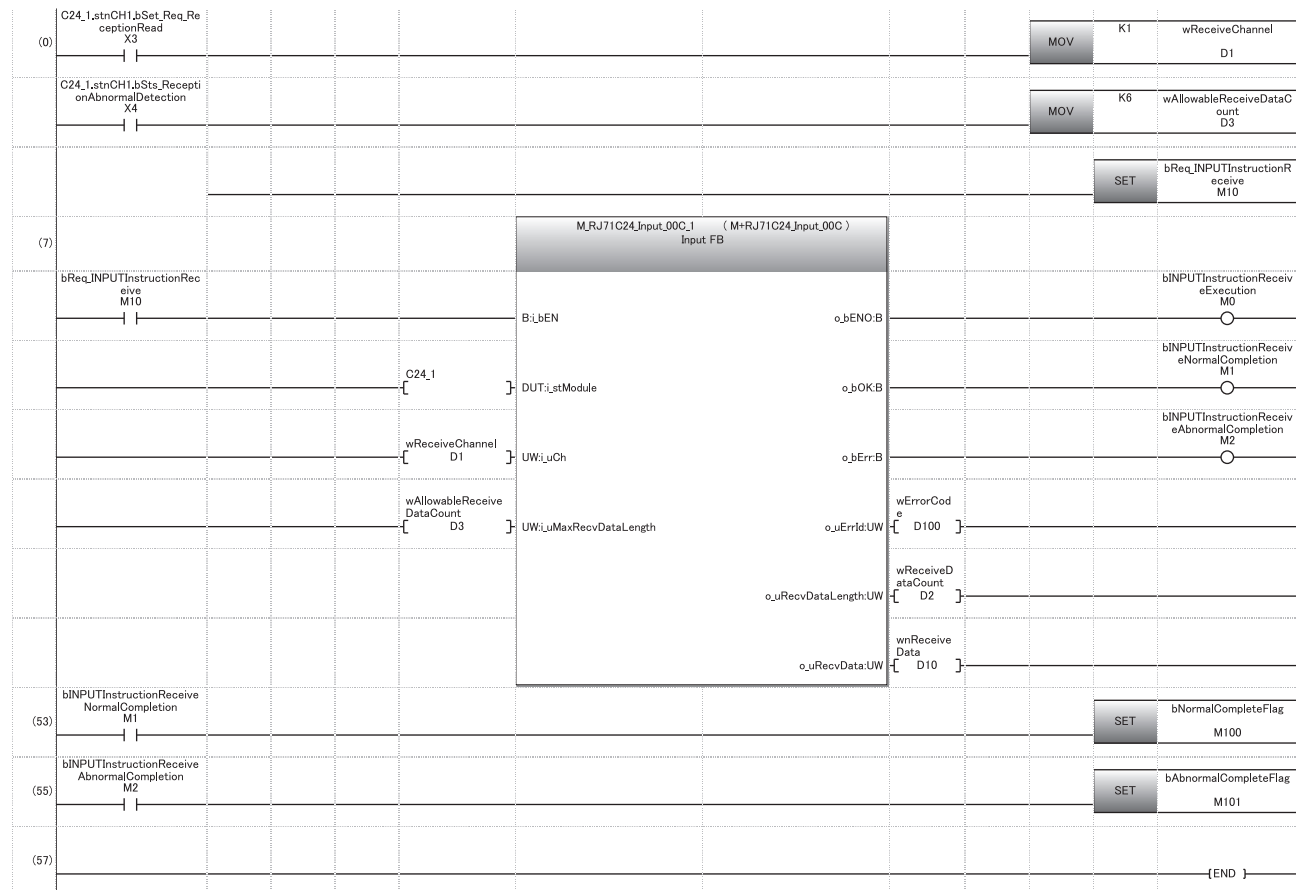 C24_1.stnCH1.bSet_Req_Re
ceptionRead
X3
(0)
MOV
K1
wReceiveChannel
D1
C24_1.stnCH1.bSts_Recepti
onAbnormalDetection
X4
MOV
K6
wAllowableReceiveDataC
ount
D3
SET
bReq_INPUTInstructionR
eceive
M10
(7)
M_RJ71C24_Input_00C_1 (M+RJ71C24_Input_00C)
Input FB
bReq_INPUTInstructionRec
eive
M10
B:i_bEN
o_bENO:B
bINPUTInstructionReceiv
eExecution
M0
C24_1
DUT:i_stModule
o_bOK:B
bINPUTInstructionReceiv
eNormalCompletion
M1
wReceiveChannel
D1
UW:i_uCh
o_bErr:B
bINPUTInstructionReceiv
eAbnormalCompletion
M2
wAllowableReceive
DataCount
D3
UW:i_uMaxRecvDataLength
o_uErrId:UW
wErrorCod
e
D100
o_uRecvDataLength:UW
wReceiveD
ataCount
D2
o_uRecvData:UW
wnReceive
Data
D10
bINPUTInstructionReceive
NormalCompletion
M1
(53)
SET
bNormalCompleteFlag
M100
bINPUTInstructionReceive
AbnormalCompletion
M2
(55)
SET
bAbnormalCompleteFlag
M101
(57)
END